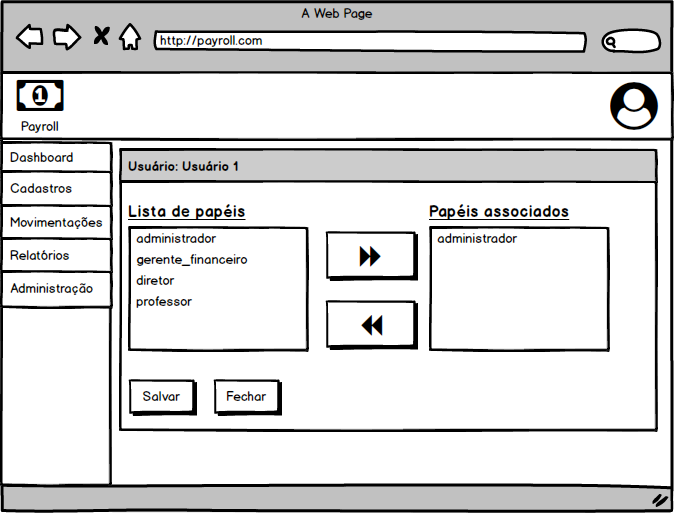 A Web Page
http://payroll.com
1
Payroll
Dashboard
Cadastros
Movimentações
Relatórios
Administração
Usuário: Usuário 1
Lista de papéis
administrador
gerente_financeiro
diretor
professor
Papéis associados
administrador
Salvar
Fechar